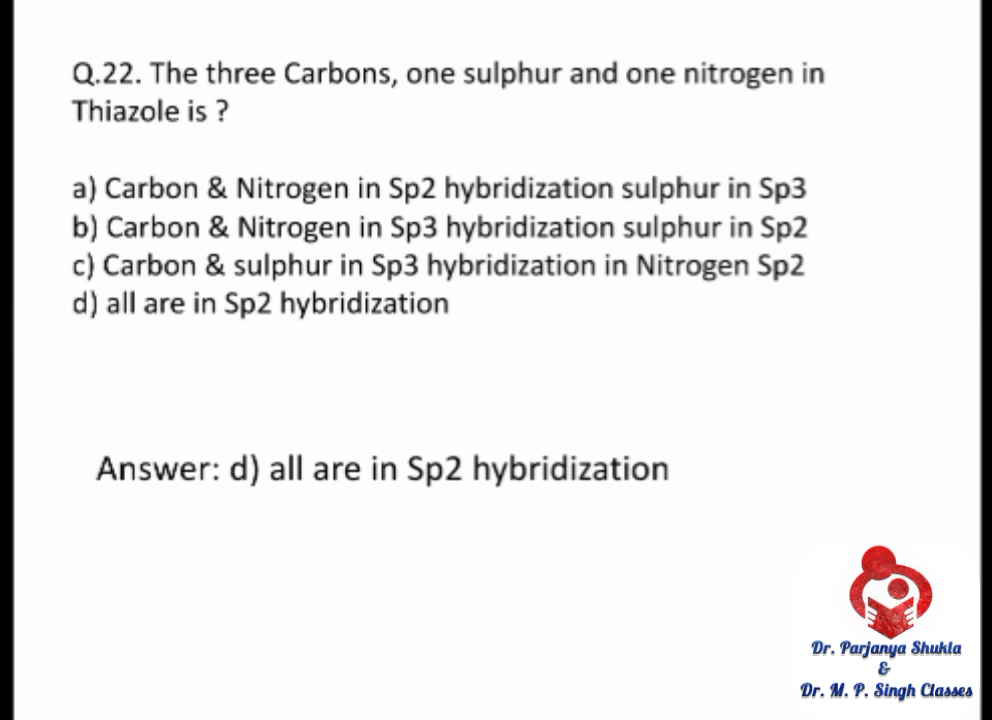 Q.22. The three Carbons, one sulphur and one nitrogen in
Thiazole is ?
a) Carbon & Nitrogen in Sp2 hybridization sulphur in Sp3
b) Carbon & Nitrogen in Sp3 hybridization sulphur in Sp2
c) Carbon & sulphur in Sp3 hybridization in Nitrogen Sp2
d) all are in Sp2 hybridization
Answer: d) all are in Sp2 hybridization
Dr. Parjanya Shukla
&
Dr. M. P. Singh Classes